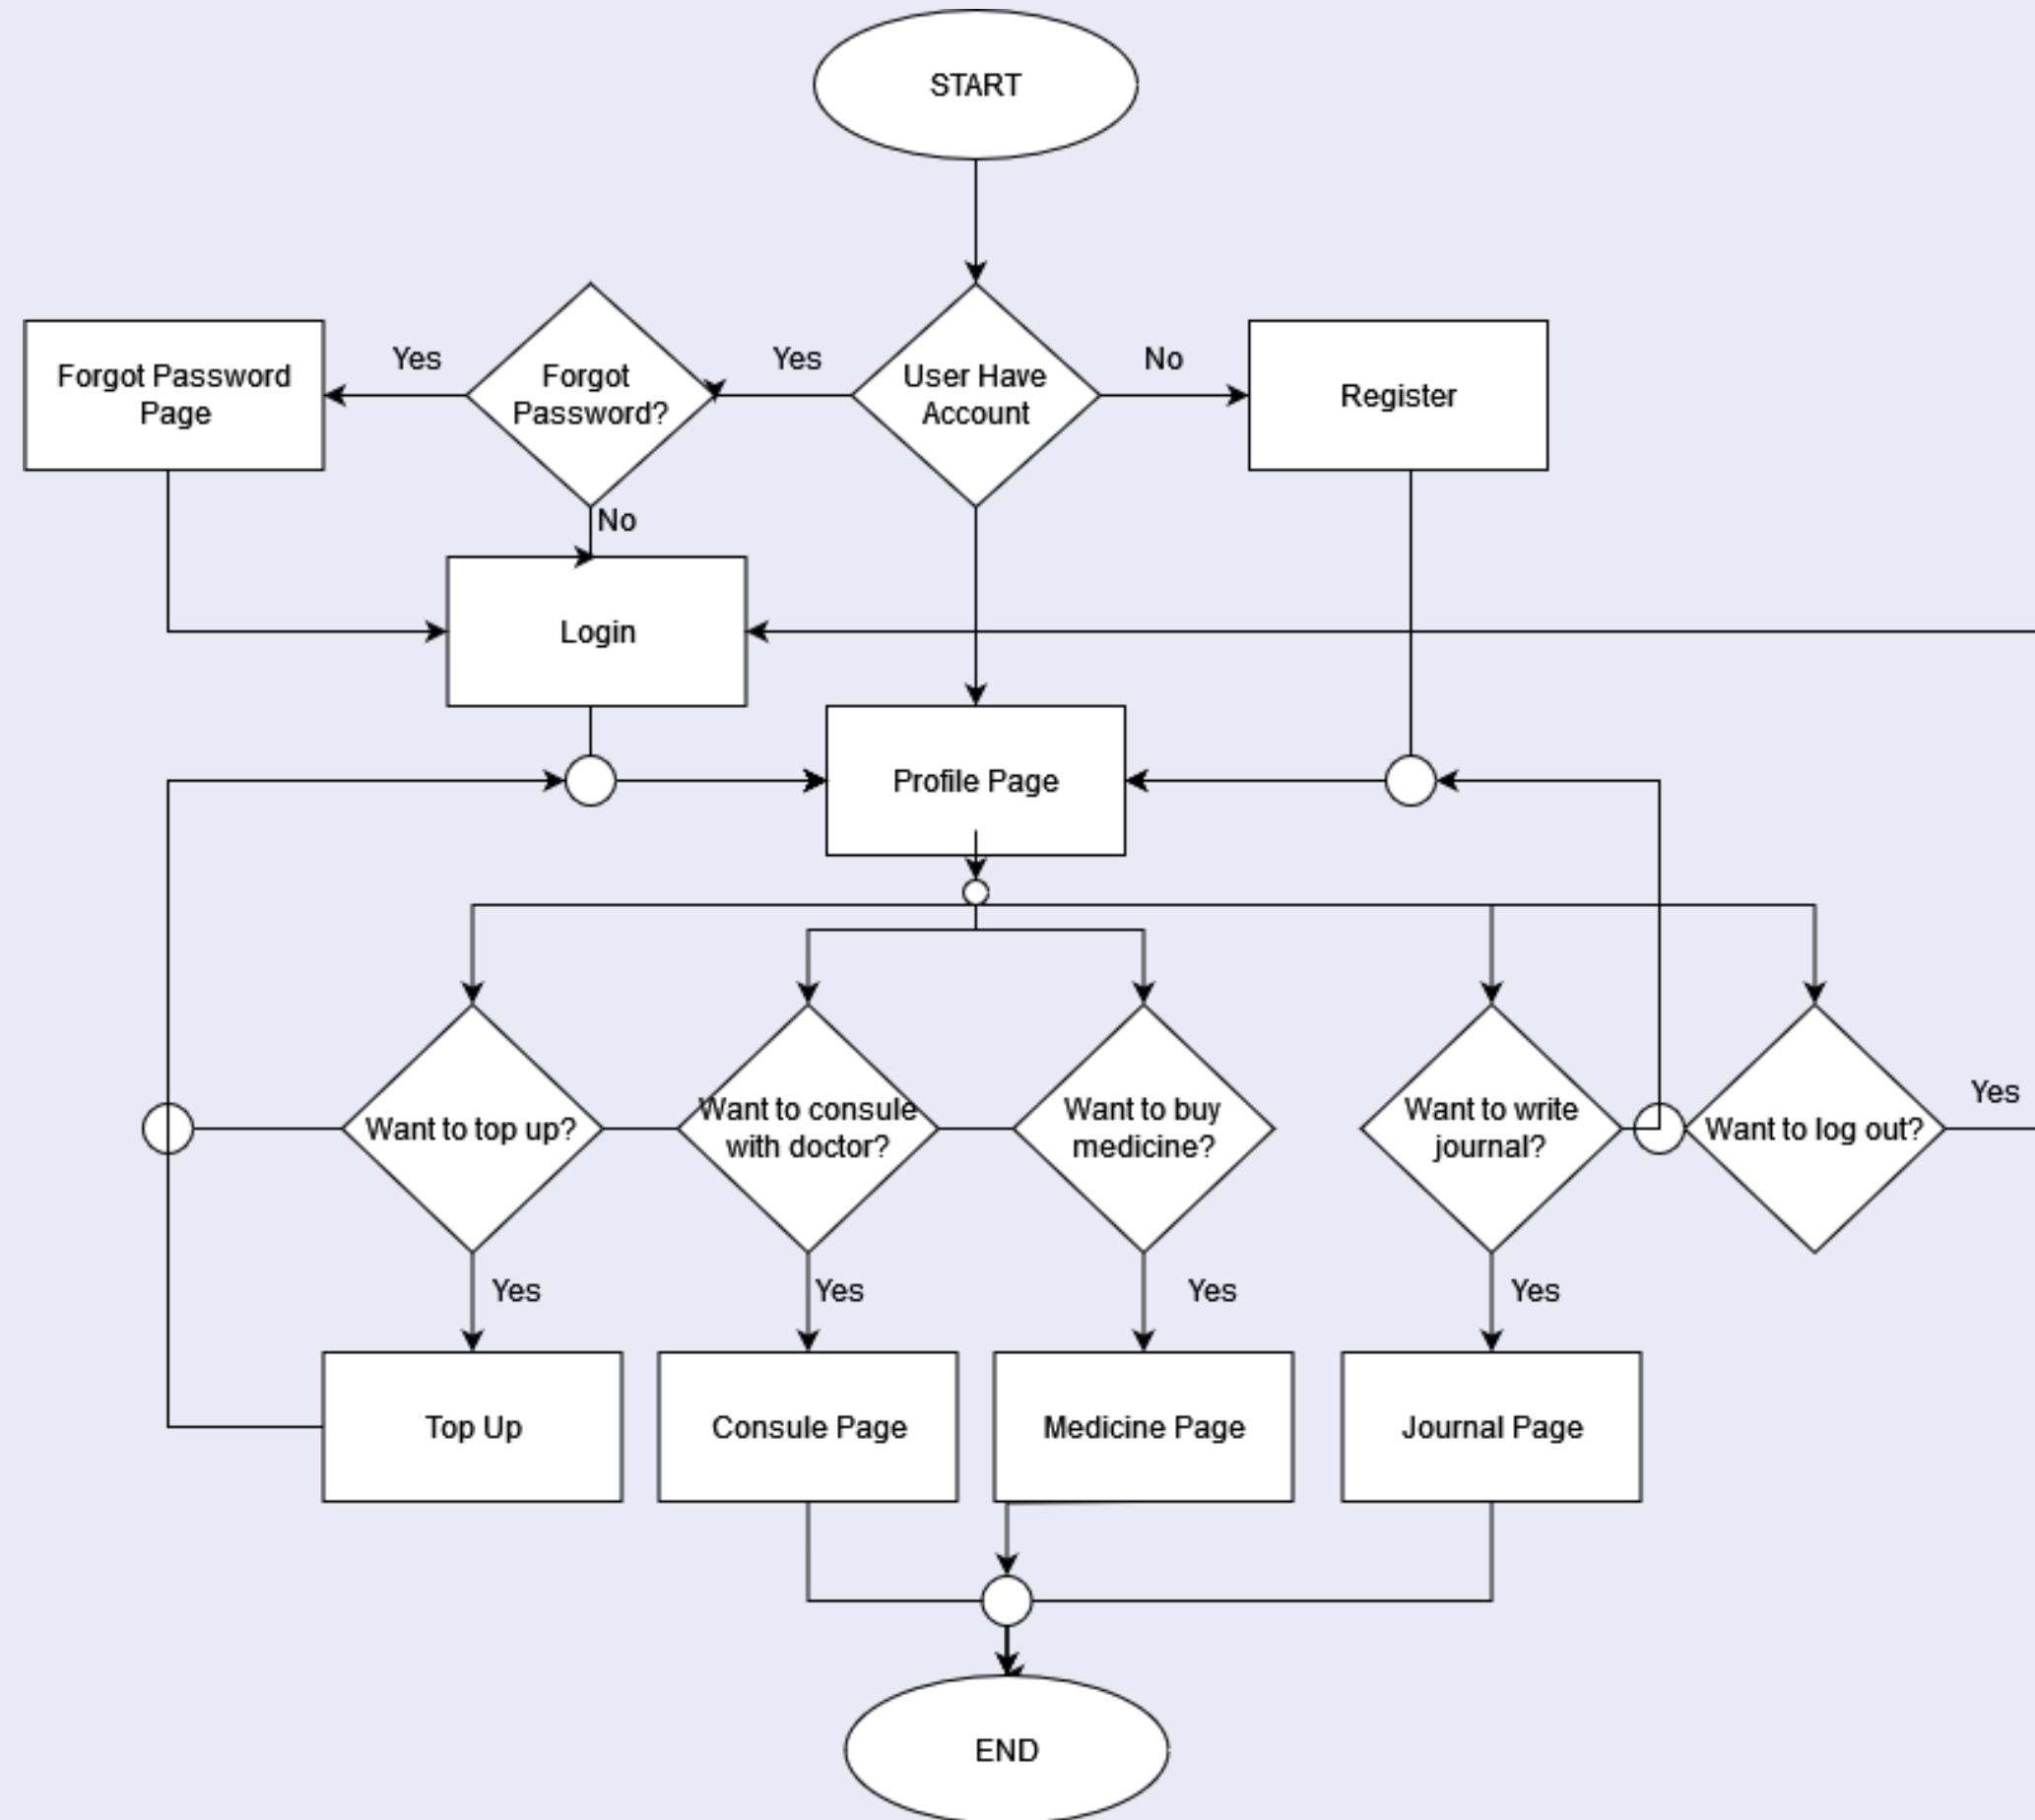 START
Yes
Yes
No
Forgot Password
Page
Forgot
Password?
User Have
Account
Register
No
Login
Profile Page
Want to top up?
Want to consule
with doctor?
Want to buy
medicine?
Want to write
journal?
Want to log out?
Yes
Yes
Yes
Yes
Yes
Top Up
Consule Page
Medicine Page
Journal Page
END